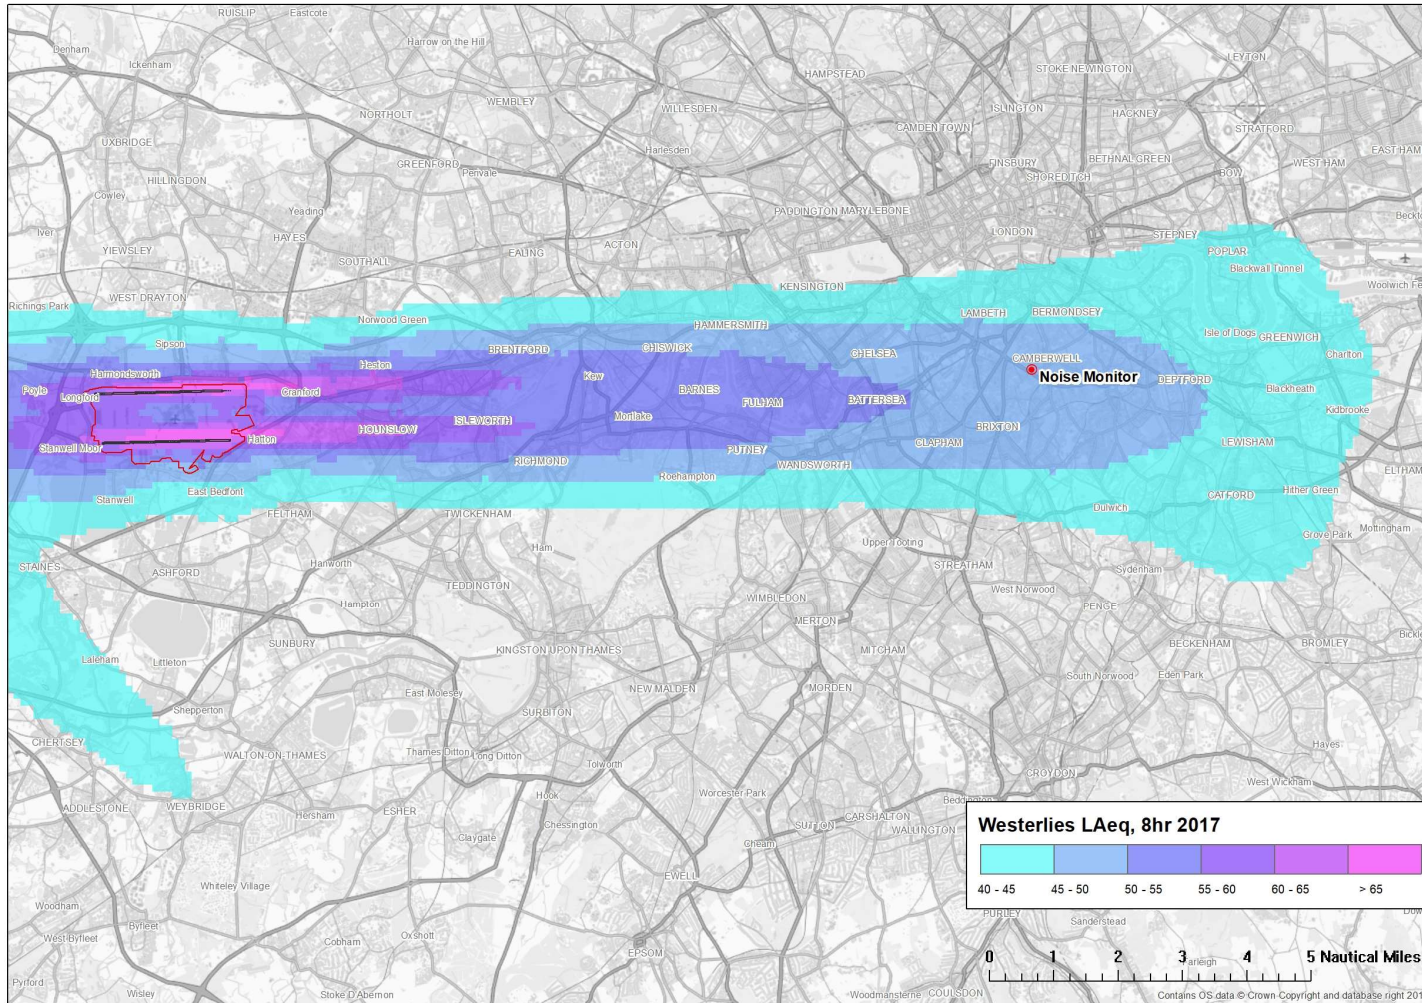 RUISLIP
Eastcote
Denham
Ickenham
Harrow on the Hill
LEYTON
HAMPSTEAD
STOKE NEWINGTON
WEMBLEY
WILLESDEN
ISLINGTON
HACKNEY
NORTHOLT
CAMDEN TOWN
STRATFORD
UXBRIDGE
Harlesden
EAST HAM
GREENFORD
Perivale
FINSBURY
BETHNAL GREEN
WEST HAM
HILLINGDON
SHOREDITCH
BOW
Cowley
Yeading
PADDINGTON
MARYLEBONE
Iver
HAYES
ACTON
LONDON
STEPNEY
YIEWSLEY
EALING
POPLAR
SOUTHALL
Blackwall Tunnel
WEST DRAYTON
KENSINGTON
Richings Park
Norwood Green
LAMBETH
BERMONDSEY
HAMMERSMITH
Isle of Dogs
GREENWICH
Sipson
BRENTFORD
CHISWICK
CHELSEA
CAMBERWELL
Charlton
Heston
Harmondsworth
Kew
Noise Monitor
DEPTFORD
Poyle
Longford
Cranford
BARNES
FULHAM
BATTERSEA
Blackheath
Mortlake
Kidbrooke
HOUNSLOW
ISLEWORTH
BRIXTON
Stanwell Moor
Hatton
CLAPHAM
LEWISHAM
RICHMOND
PUTNEY
WANDSWORTH
Roehampton
Stanwell
East Bedfont
CATFORD
Hither Green
FELTHAM
TWICKENHAM
Dulwich
Mottingham
Ham
Upper Tooting
Grove Park
STAINES
ASHFORD
Hanworth
STREATHAM
Sydenham
TEDDINGTON
West Norwood
Hampton
WIMBLEDON
PENGE
MERTON
SUNBURY
KINGSTON UPON THAMES
MITCHAM
BECKENHAM
BROMLEY
Laleham
Littleton
South Norwood
Eden Park
East Molesey
NEW MALDEN
MORDEN
Shepperton
SURBITON
CHERTSEY
WALTON-ON-THAMES
Thames Ditton
Long Ditton
Hayes
Tolworth
CROYDON
West Wickham
ADDLESTONE
WEYBRIDGE
Hersham
ESHER
Hook
Worcester Park
Beddington
Chessington
SUTTON
CARSHALTON
WALLINGTON
Claygate
Cheam
Westerlies LAeq, 8hr 2017
40 - 45 45 - 50 50 - 55 55 - 60 60 - 65 > 65
EWELL
Whiteley Village
Woodham
PURLEY
Sanderstead
Byfleet
West Byfleet
Cobham
Oxshott
EPSOM
0 1 2 3 4 5 Nautical Miles
Pyrford
Wisley
Stoke D'Abernon
Woodmansterne
COULSDON
Contains OS data © Crown Copyright and database right 201